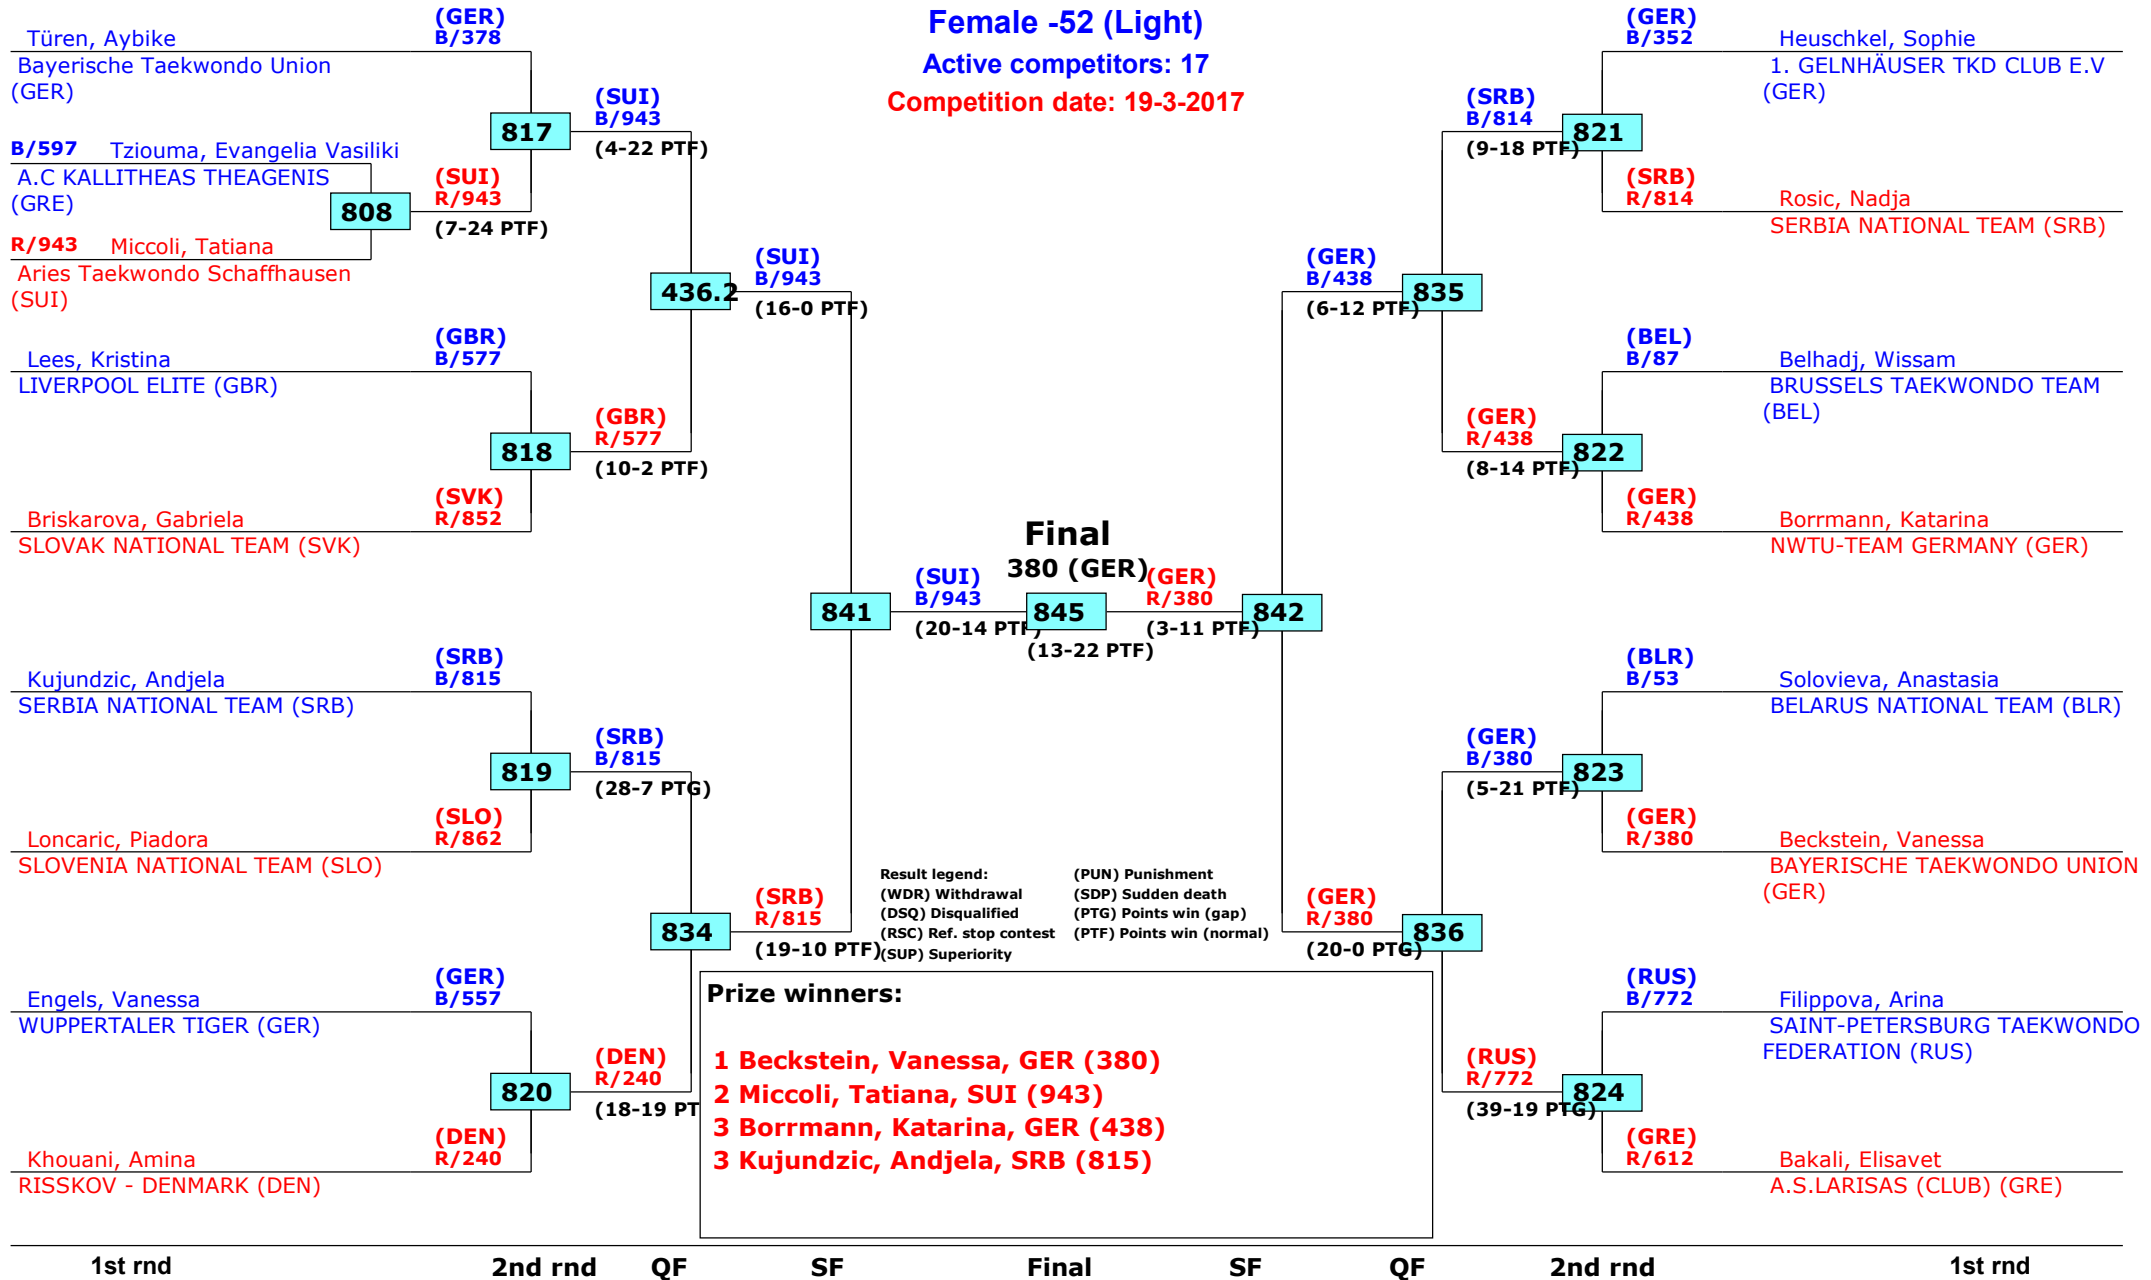 Female -52 (Light)
Active competitors: 17
Competition date: 19-3-2017
(GER)
B/378
Türen, Aybike
Bayerische Taekwondo Union
(GER)
B/597 Tziouma, Evangelia Vasiliki
A.C KALLITHEAS THEAGENIS
(GRE)
808
(SUI)
R/943
(7-24 PTF)
R/943 Miccoli, Tatiana
Aries Taekwondo Schaffhausen
(SUI)
817
(SUI)
B/943
(4-22 PTF)
Lees, Kristina
(GBR)
B/577
LIVERPOOL ELITE (GBR)
818
(GBR)
R/577
(10-2 PTF)
Briskarova, Gabriela
(SVK)
R/852
SLOVAK NATIONAL TEAM (SVK)
436.2
(SUI)
B/943
(16-0 PTF)
Kujundzic, Andjela
(SRB)
B/815
SERBIA NATIONAL TEAM (SRB)
819
(SRB)
B/815
(28-7 PTG)
Loncaric, Piadora
(SLO)
R/862
SLOVENIA NATIONAL TEAM (SLO)
834
(SRB)
R/815
(19-10 PTF)
Engels, Vanessa
(GER)
B/557
WUPPERTALER TIGER (GER)
820
(DEN)
R/240
(18-19 PT
Khouani, Amina
(DEN)
R/240
RISSKOV - DENMARK (DEN)
841
(SUI)
B/943
(20-14 PTF)
Final
380 (GER)
845
(13-22 PTF)
(GER)
R/380
(3-11 PTF)
842
(GER)
B/352
Heuschkel, Sophie
1. GELNHÄUSER TKD CLUB E.V
(GER)
(SRB)
B/814
(9-18 PTF)
821
(SRB)
R/814
Rosic, Nadja
SERBIA NATIONAL TEAM (SRB)
(GER)
B/438
(6-12 PTF)
835
(BEL)
B/87
Belhadj, Wissam
BRUSSELS TAEKWONDO TEAM
(BEL)
(GER)
R/438
(8-14 PTF)
822
(GER)
R/438
Borrmann, Katarina
NWTU-TEAM GERMANY (GER)
(BLR)
B/53
Solovieva, Anastasia
BELARUS NATIONAL TEAM (BLR)
(GER)
B/380
(5-21 PTF)
823
(GER)
R/380
Beckstein, Vanessa
BAYERISCHE TAEKWONDO UNION
(GER)
(GER)
R/380
(20-0 PTG)
836
(RUS)
B/772
Filippova, Arina
SAINT-PETERSBURG TAEKWONDO
FEDERATION (RUS)
(RUS)
R/772
(39-19 PTG)
824
(GRE)
R/612
Bakali, Elisavet
A.S.LARISAS (CLUB) (GRE)
Result legend: (PUN) Punishment
(WDR) Withdrawal (SDP) Sudden death
(DSQ) Disqualified (PTG) Points win (gap)
(RSC) Ref. stop contest (PTF) Points win (normal)
(SUP) Superiority
Prize winners:
1 Beckstein, Vanessa, GER (380)
2 Miccoli, Tatiana, SUI (943)
3 Borrmann, Katarina, GER (438)
3 Kujundzic, Andjela, SRB (815)
1st rnd 2nd rnd QF SF Final SF QF 2nd rnd 1st rnd